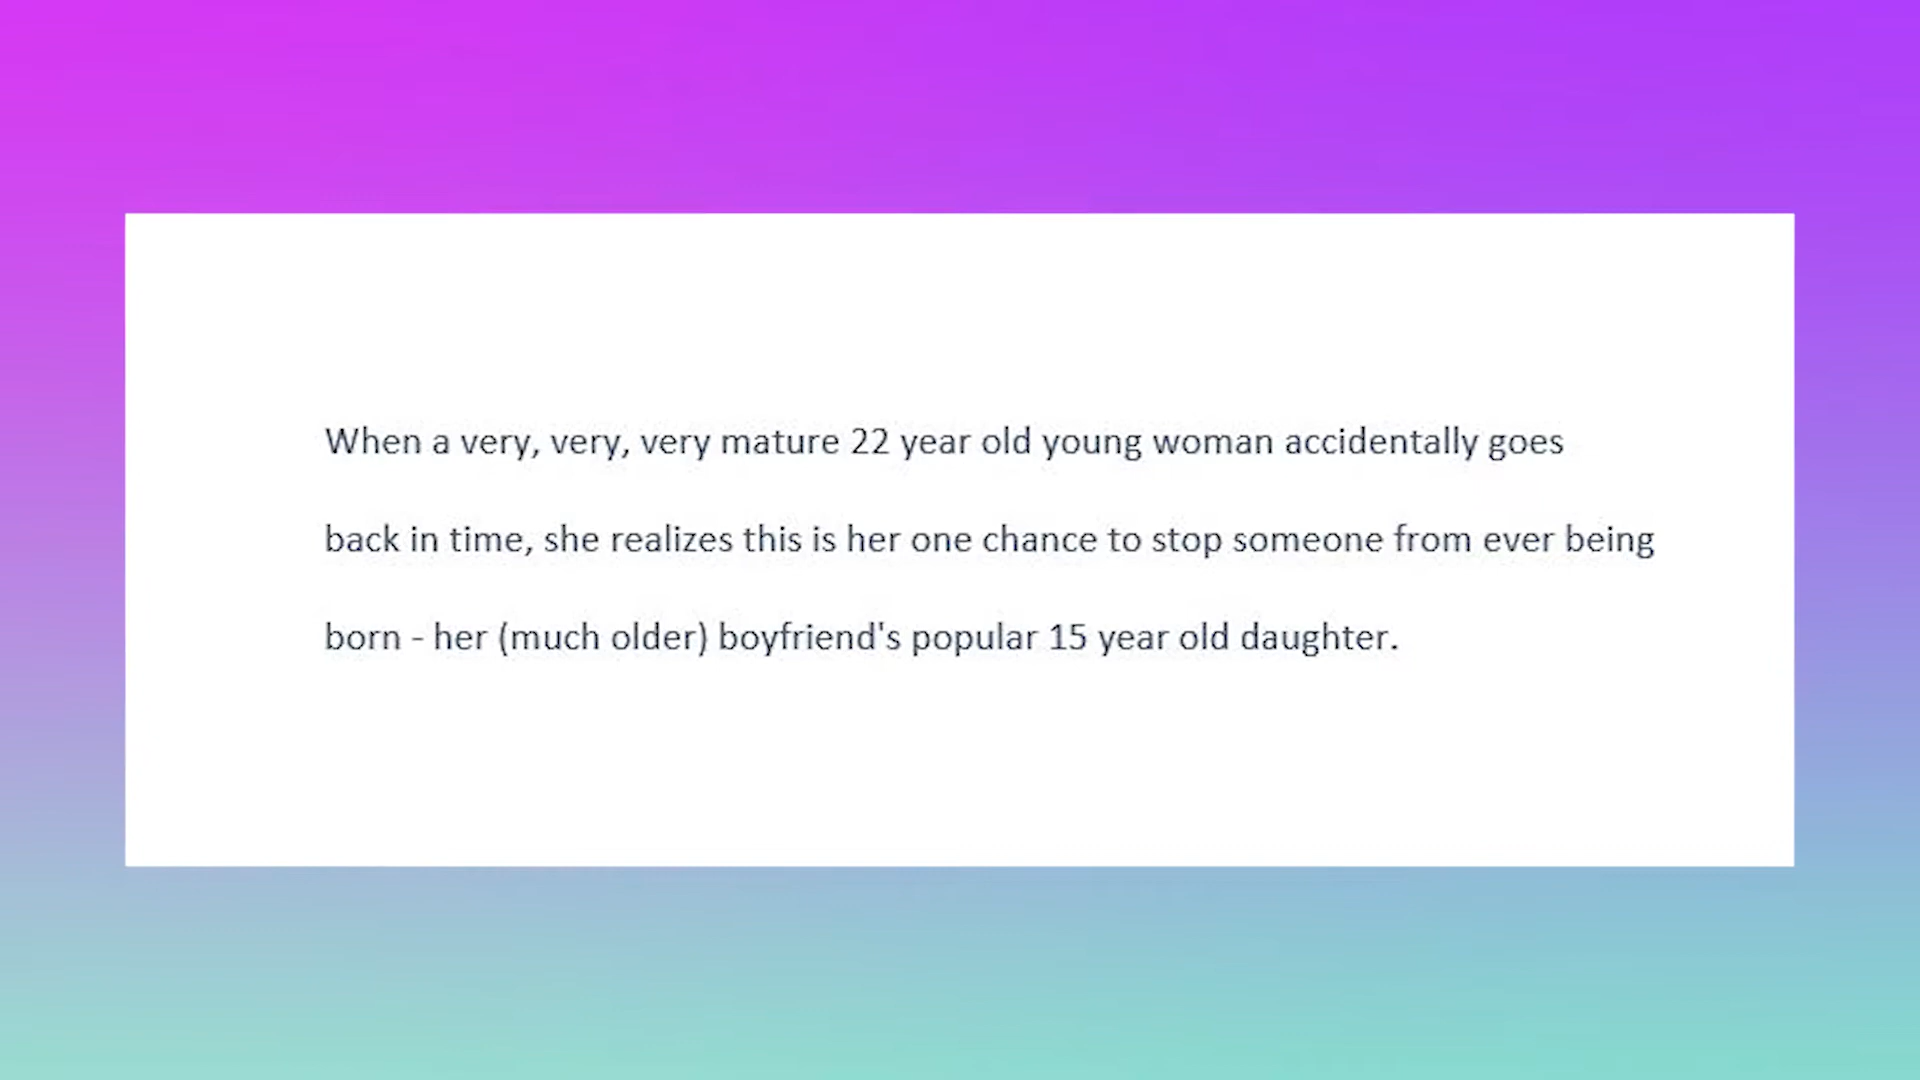 When a very, very, very mature 22 year old young woman accidentally goes
back in time, she realizes this is her one chance to stop someone from ever being
born - her (much older) boyfriend's popular 15 year old daughter.